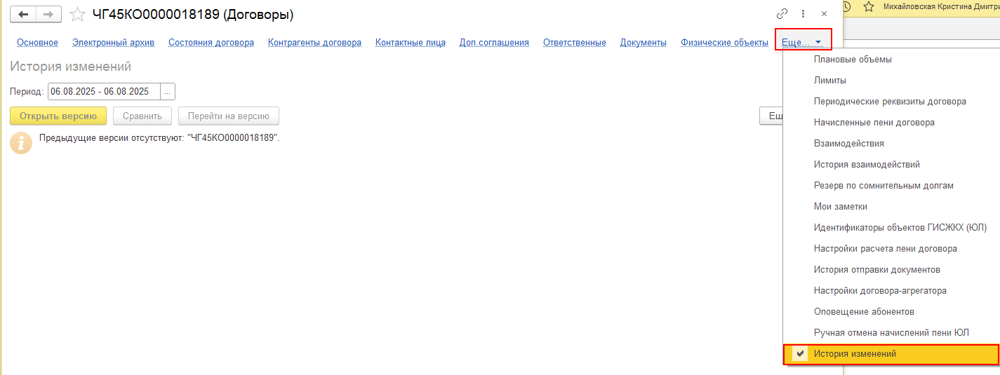 ЧГ45КО0000018189 (Договоры)
Михайловская Кристина Дмитри
Основное Электронный архив Состояния договора Контрагенты договора Контактные лица Доп.соглашения Ответственные Документы Физические объекты Еще...
История изменений
Период: 06.08.2025 - 06.08.2025 ...
Открыть версию Сравнить Перейти на версию Ещ
Предыдущие версии отсутствуют: "ЧГ45КО0000018189".
Плановые объемы
Лимиты
Периодические реквизиты договора
Начисленные пени договора
Взаимодействия
История взаимодействий
Резерв по сомнительным долгам
Мои заметки
Идентификаторы объектов ГИСЖКХ (ЮЛ)
Настройки расчета пени договора
История отправки документов
Настройки договора-агрегатора
Оповещение абонентов
Ручная отмена начислений пени ЮЛ
История изменений